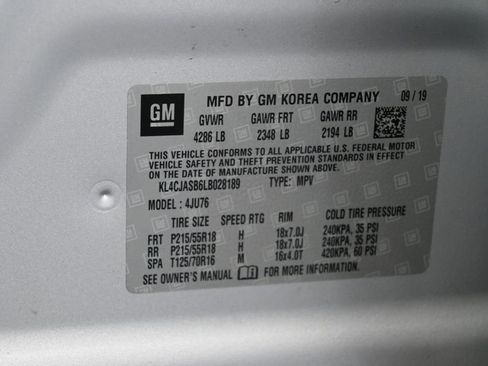 GM
MFD BY GM KOREA COMPANY 09 / 19
GVWR GAWR FRT GAWR RR
4286 LB 2348 LB 2194 LB
THIS VEHICLE CONFORMS TO ALL APPLICABLE U.S. FEDERAL MOTOR
VEHICLE SAFETY AND THEFT PREVENTION STANDARDS IN
EFFECT ON THE DATE OF MANUFACTURE SHOWN ABOVE.
KL4CJASB6LB028189 TYPE: MPV
MODEL : 4JU76
TIRE SIZE SPEED RTG RIM COLD TIRE PRESSURE
FRT P215/55R18 H 18x7.0J 240KPA, 35 PSI
RR P215/55R18 H 18x7.0J 240KPA, 35 PSI
SPA T125/70R16 M 16x4.0T 420KPA, 60 PSI
SEE OWNER'S MANUAL FOR MORE INFORMATION.